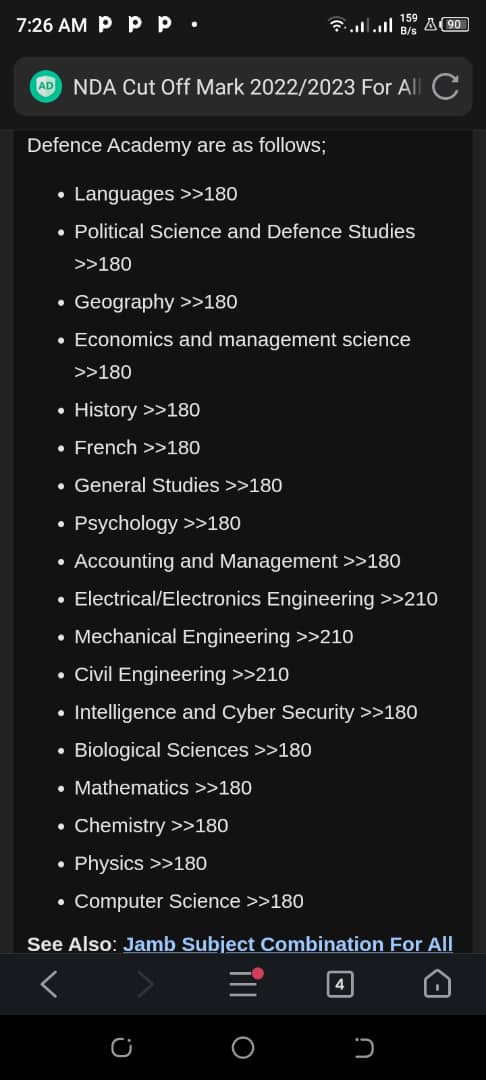 7:26 AM
159
B/s
90
AD
NDA Cut Off Mark 2022/2023 For All
Defence Academy are as follows;
• Languages >>180
• Political Science and Defence Studies
>>180
• Geography >>180
• Economics and management science
>>180
• History >>180
• French >>180
• General Studies >>180
• Psychology >>180
• Accounting and Management >>180
• Electrical/Electronics Engineering >>210
• Mechanical Engineering >>210
• Civil Engineering >>210
• Intelligence and Cyber Security >>180
• Biological Sciences >>180
• Mathematics >>180
• Chemistry >>180
• Physics >>180
• Computer Science >>180
See Also: Jamb Subject Combination For All
4